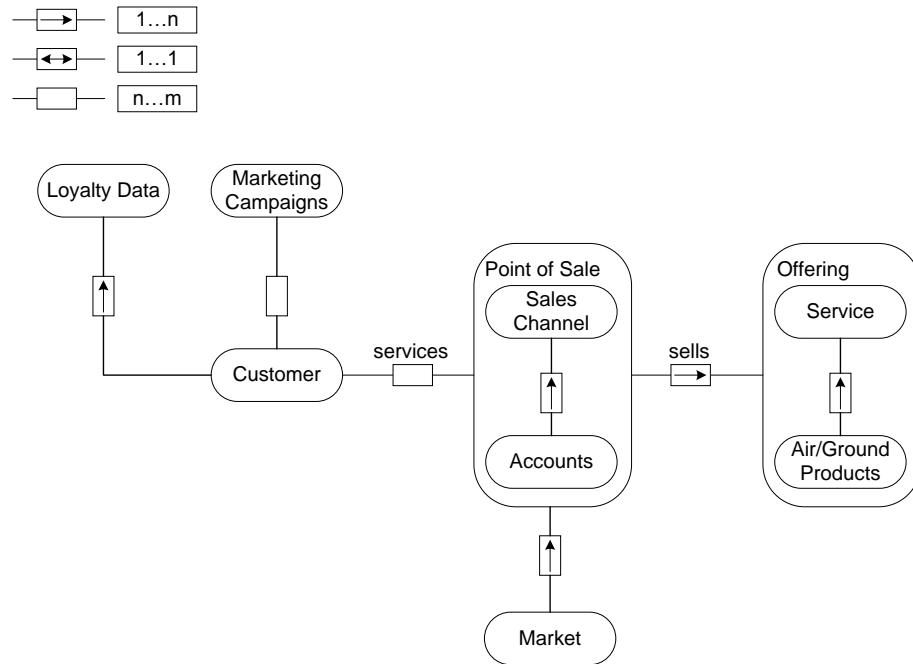 1…n
1…1
n…m
Loyalty Data
Marketing
Campaigns
Point of Sale
Offering
Sales
Channel
Service
services
sells
Customer
Accounts
Air/Ground
Products
Market